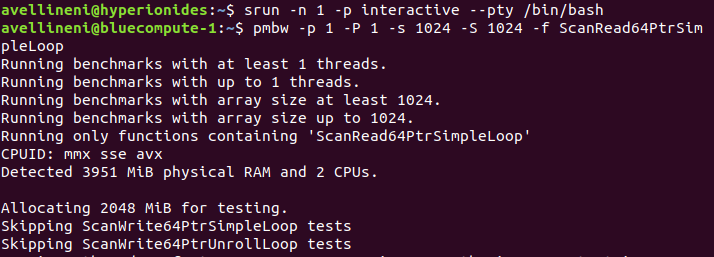 avellineni@hyperionides:~$ srun -n 1 -p interactive --pty /bin/bash
avellineni@bluecompute-1:~$ pmbw -p 1 -P 1 -s 1024 -S 1024 -f ScanRead64PtrSim
pleLoop
Running benchmarks with at least 1 threads.
Running benchmarks with up to 1 threads.
Running benchmarks with array size at least 1024.
Running benchmarks with array size up to 1024.
Running only functions containing 'ScanRead64PtrSimpleLoop'
CPUID: mmx sse avx
Detected 3951 MiB physical RAM and 2 CPUs.

Allocating 2048 MiB for testing.
Skipping ScanWrite64PtrSimpleLoop tests
Skipping ScanWrite64PtrUnrollLoop tests